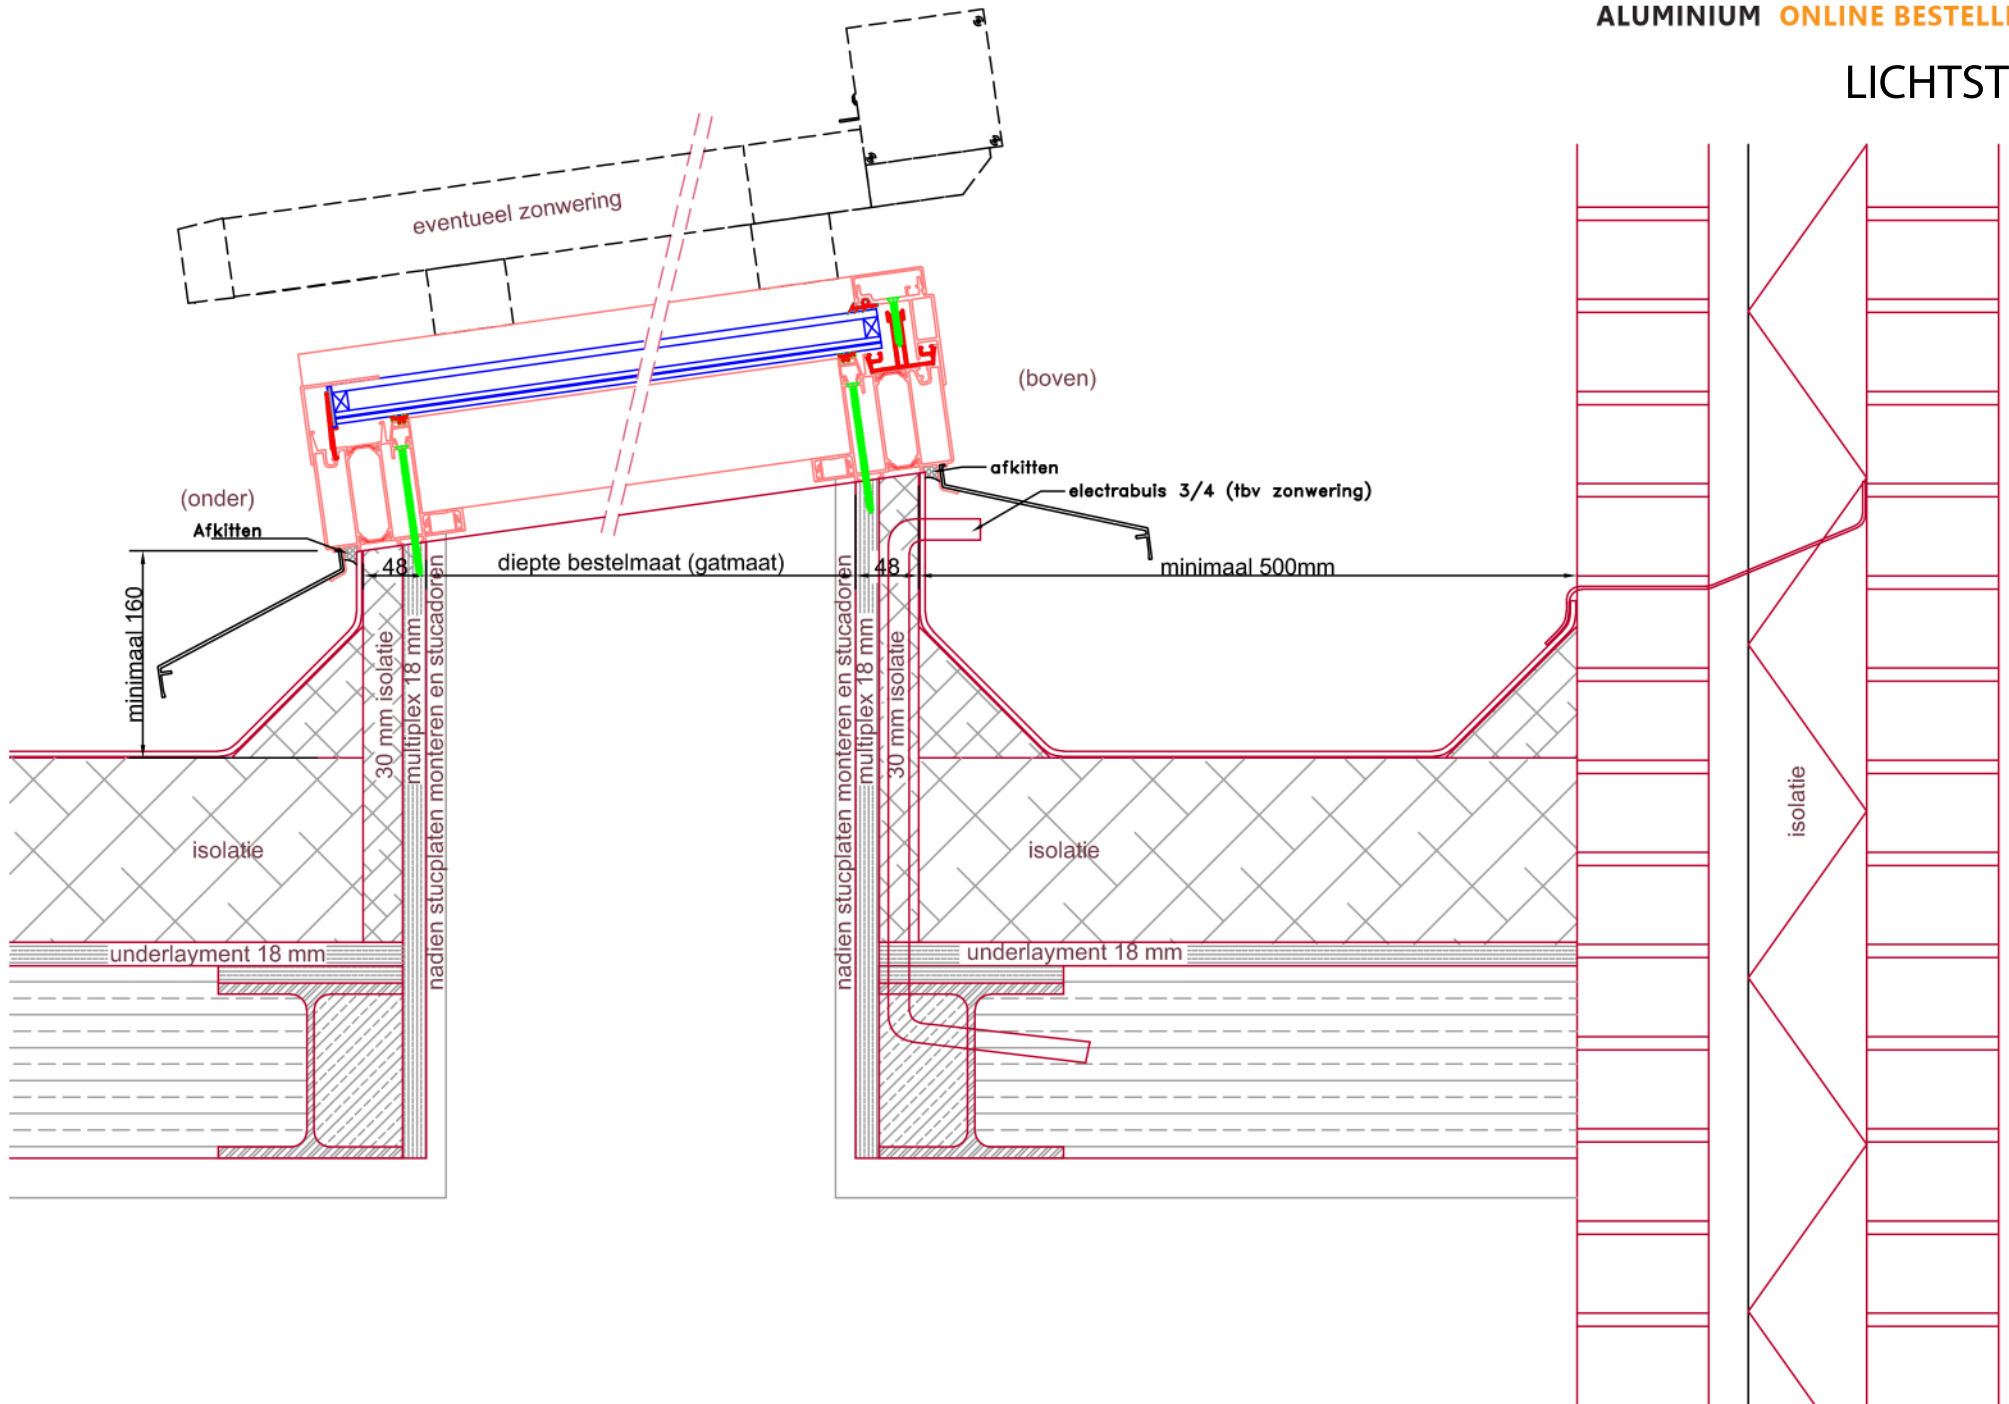 ALUMINIUM ONLINE BESTELL
LICHTST
eventueel zonwering
(boven)
(onder)
afkitten
electrabuis 3/4 (tbv zonwering)
Afkitten
48
diepte bestelmaat (gatmaat)
48
minimaal 500mm
minimaal 160
30 mm isolatie
multiplex 18 mm
nadien stucplaten monteren en stucadoren
nadien stucplaten monteren en stucadoren
multiplex 18 mm
30 mm isolatie
isolatie
isolatie
isolatie
underlayment 18 mm
underlayment 18 mm